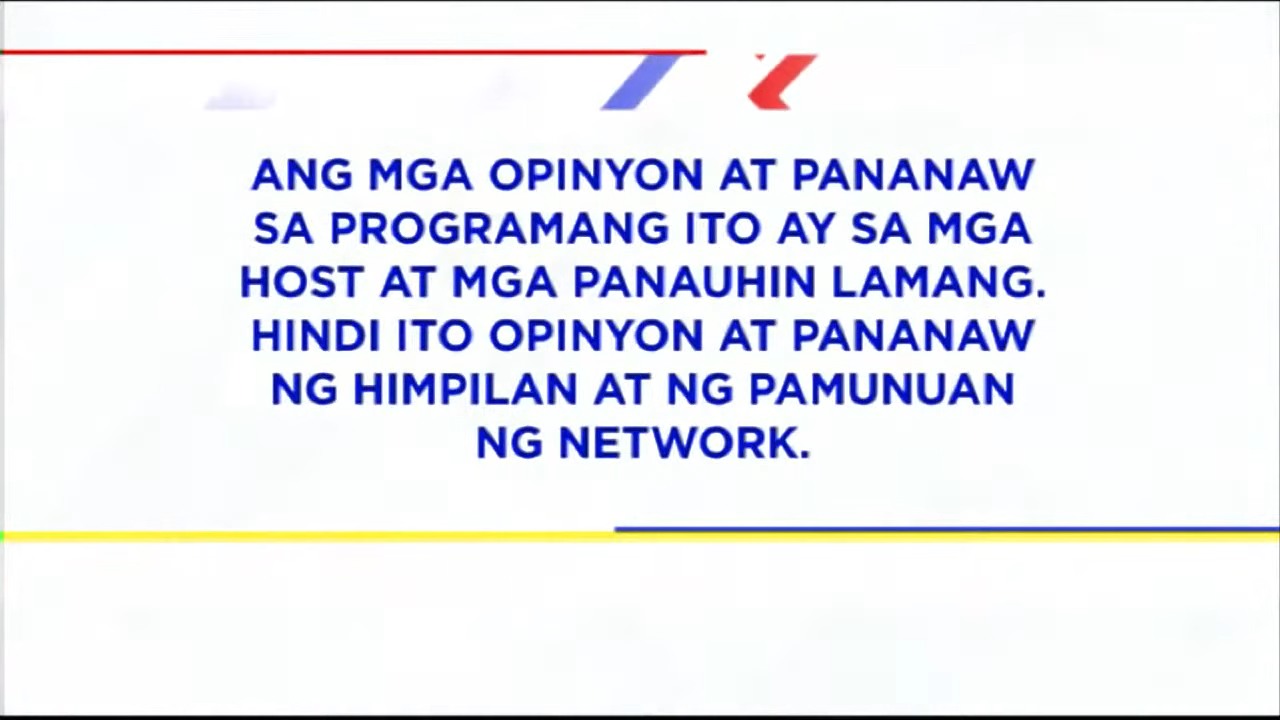 ANG MGA OPINYON AT PANANAW
SA PROGRAMANG ITO AY SA MGA
HOST AT MGA PANAUHIN LAMANG.
HINDI ITO OPINYON AT PANANAW
NG HIMPILAN AT NG PAMUNUAN
NG NETWORK.